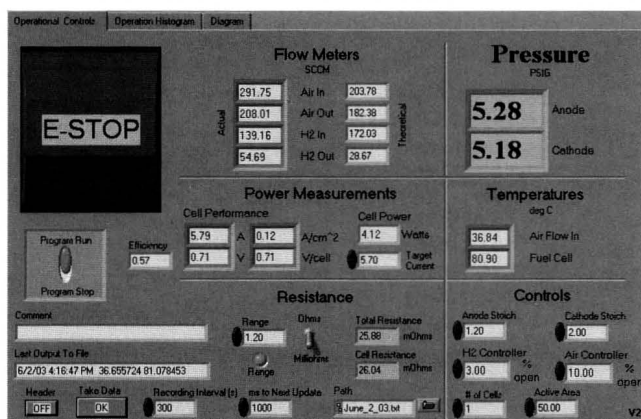 Operational Controls Operation Histogram Diagram
E-STOP
Flow Meters
SCCM
Actual
Theoretical
291.75 Air In 203.78
208.01 Air Out 182.38
139.16 H2 In 172.03
54.69 H2 Out 28.67
Pressure
PSIG
5.28 Anode
5.18 Cathode
Program Run
Program Stop
Efficiency
0.57
Power Measurements
Cell Performance
5.79 A 0.12 A/cm^2
0.71 V 0.71 V/cell
Cell Power
4.12 Watts
5.70 Target Current
Temperatures
deg C
36.84 Air Flow In
80.90 Fuel Cell
Comment
Last Output To File
6/2/03 4:16:47 PM 36.655724 81.078453
Resistance
Range
1.20
Range
Ohms
Milliohms
Total Resistance
25.88 mOhms
Cell Resistance
26.04 mOhms
Controls
Anode Stoich
1.20
Cathode Stoich
2.00
H2 Controller
3.00 % open
Air Controller
10.00 % open
# of Cells
1
Active Area
50.00
Header
OFF
Take Data
OK
Recording Interval (s)
300
ms to Next Update
1000
Path
June_2_03.txt